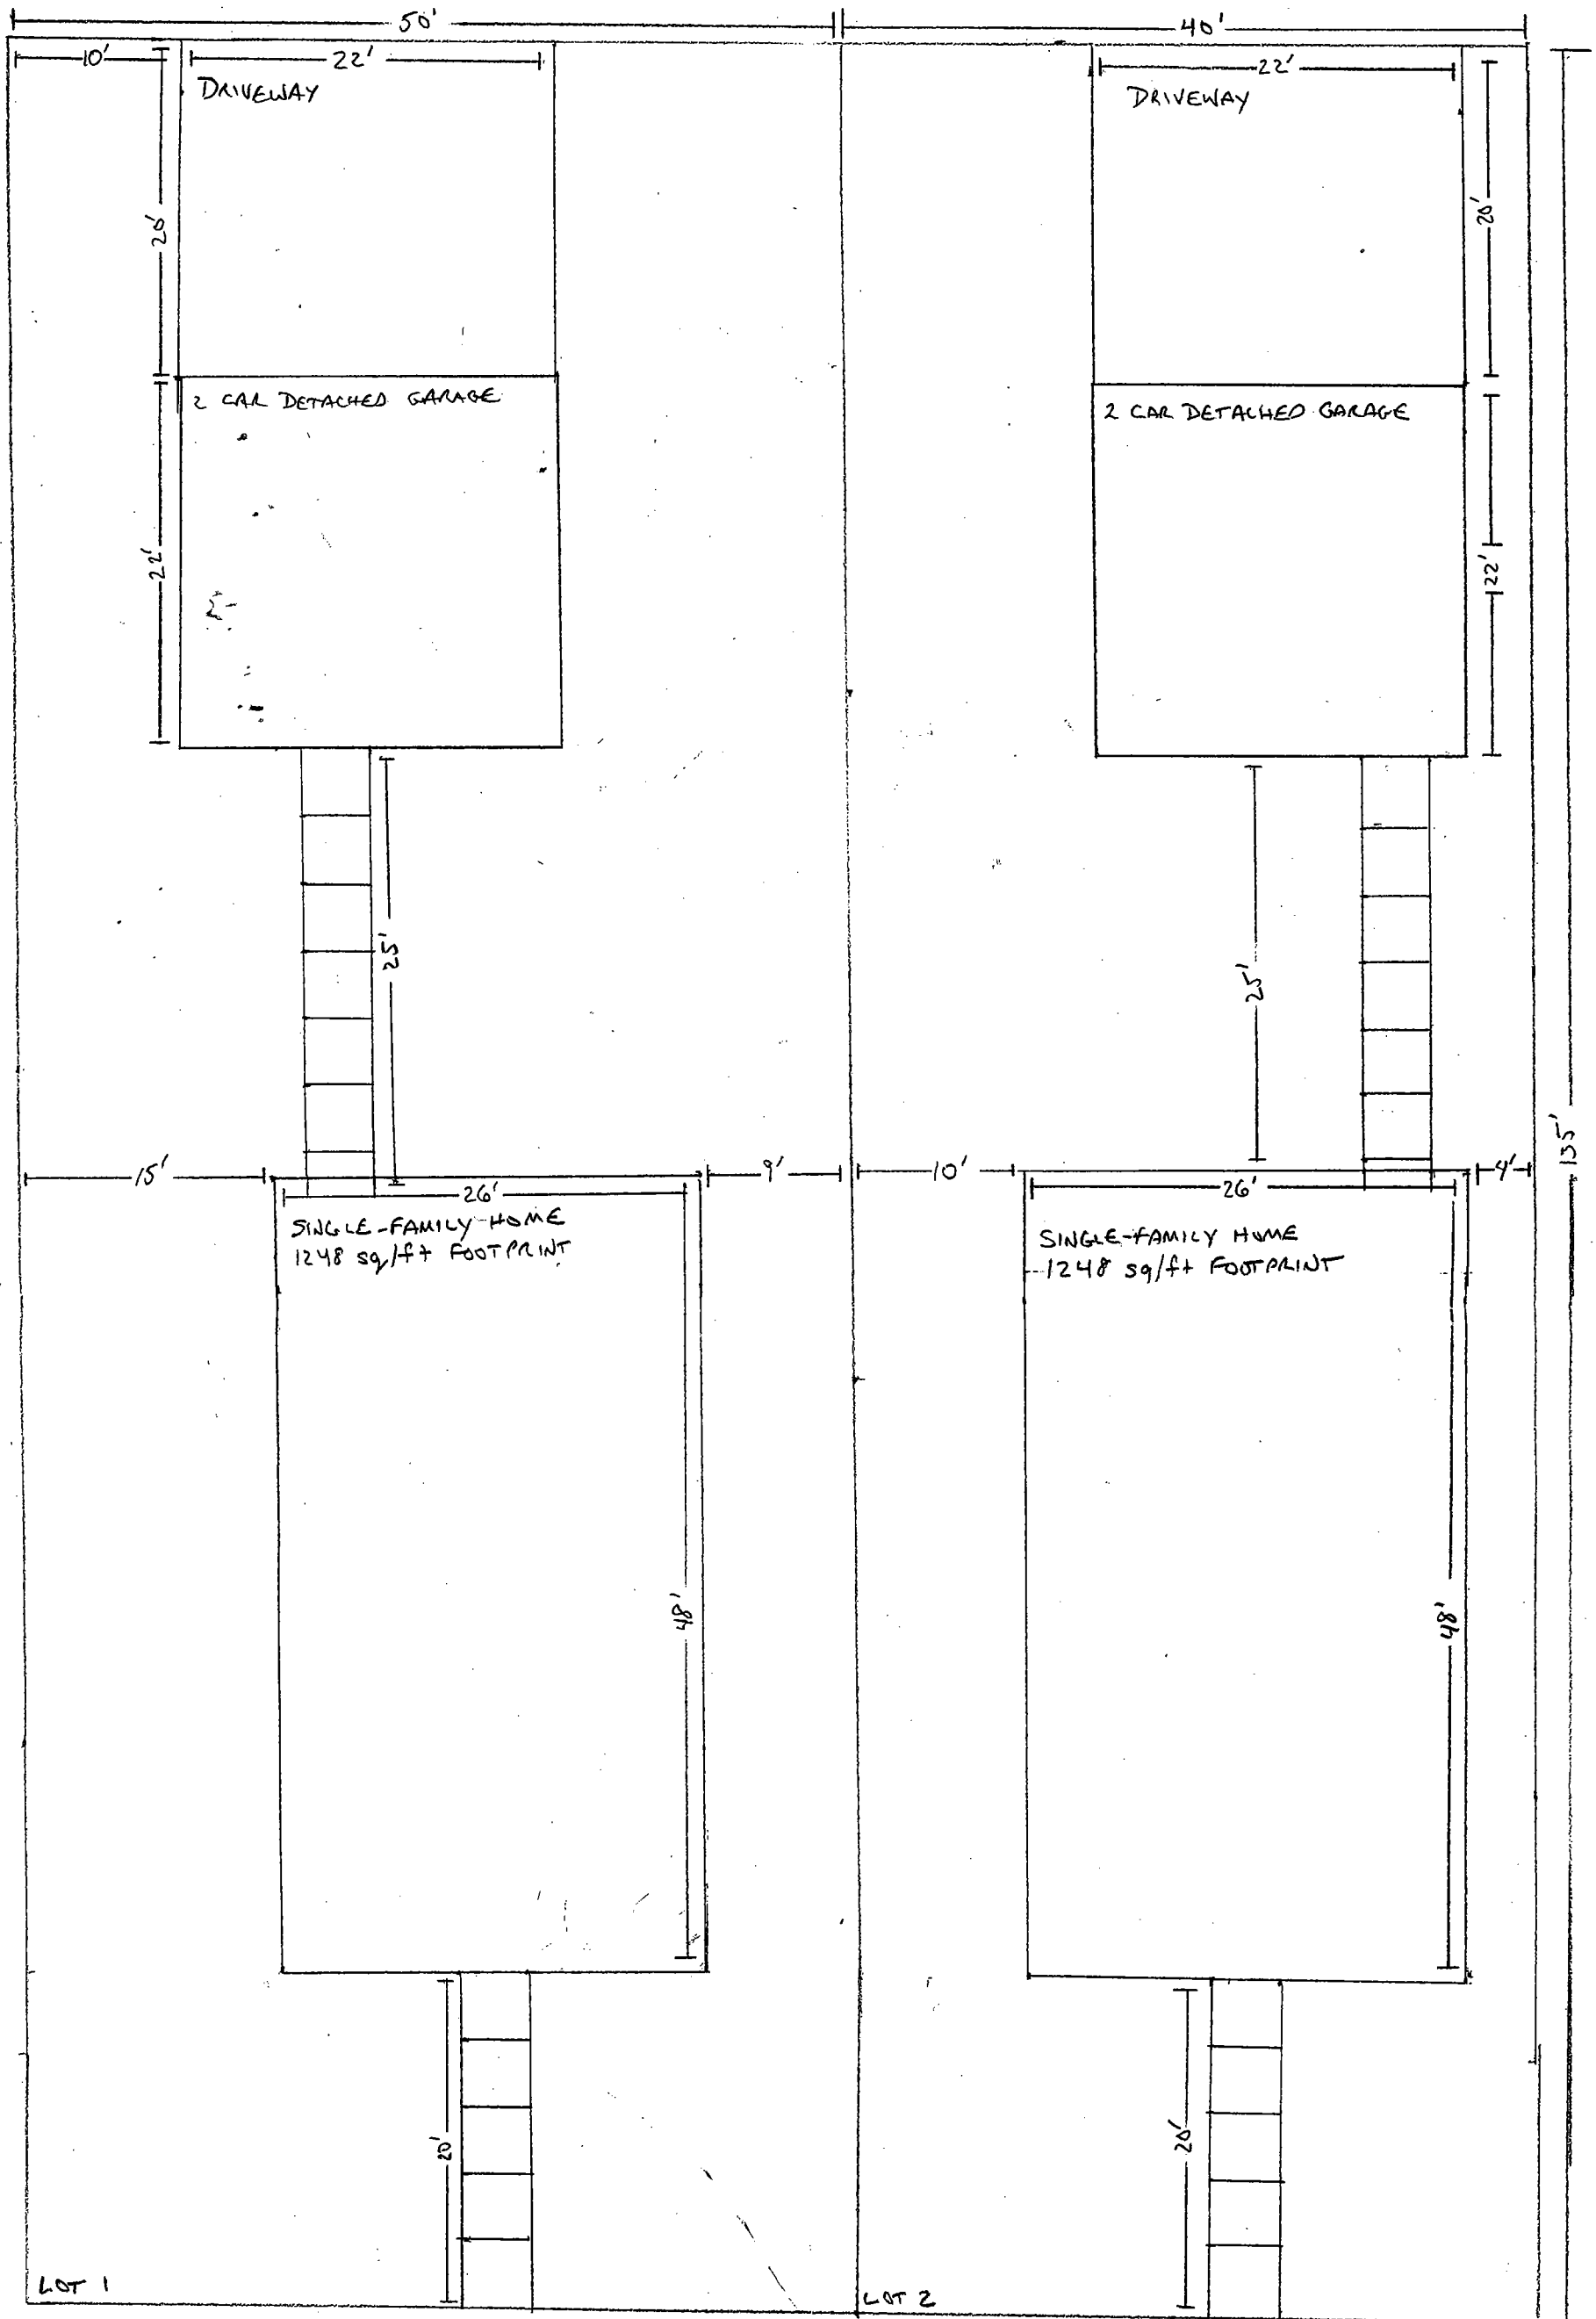 50'
40'
10'
22'
22'
DRIVEWAY
DRIVEWAY
20'
20'
2 CAR DETACHED GARAGE
2 CAR DETACHED GARAGE
22'
22'
25'
25'
135'
15'
9'
10'
4'
26'
26'
SINGLE-FAMILY HOME
1248 sq/ft FOOTPRINT
SINGLE-FAMILY HOME
1248 sq/ft FOOTPRINT
48'
48'
20'
20'
LOT 1
LOT 2